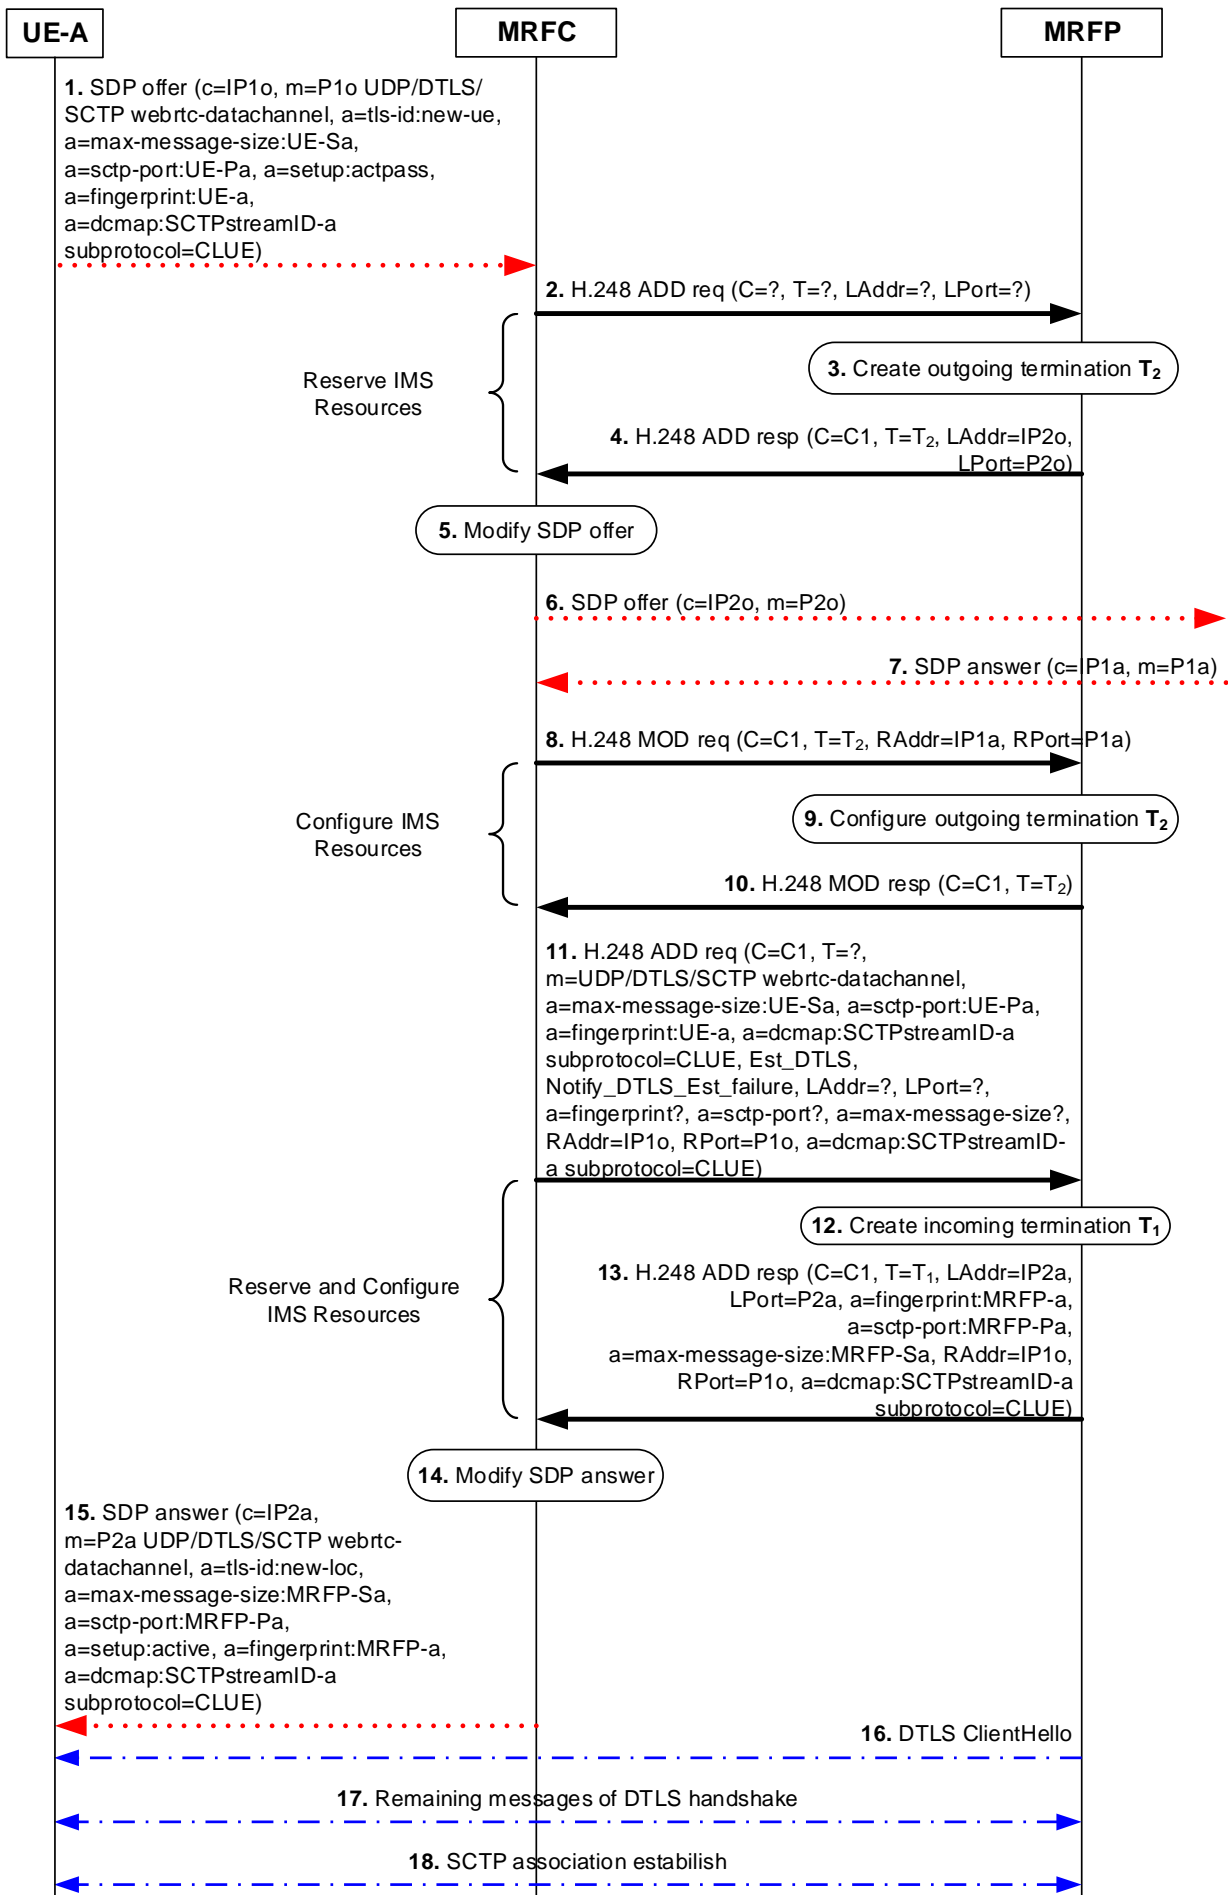 UE-A
MRFC
MRFP
1. SDP offer (c=IP1o, m=P1o UDP/DTLS/
SCTP webrtc-datachannel, a=tls-id:new-ue,
a=max-message-size:UE-Sa,
a=sctp-port:UE-Pa, a=setup:actpass,
a=fingerprint:UE-a,
a=dcmap:SCTPstreamID-a
subprotocol=CLUE)
2. H.248 ADD req (C=?, T=?, LAddr=?, LPort=?)
3. Create outgoing termination T2
Reserve IMS
Resources
4. H.248 ADD resp (C=C1, T=T2, LAddr=IP2o,
LPort=P2o)
5. Modify SDP offer
6. SDP offer (c=IP2o, m=P2o)
7. SDP answer (c=IP1a, m=P1a)
8. H.248 MOD req (C=C1, T=T2, RAddr=IP1a, RPort=P1a)
9. Configure outgoing termination T2
Configure IMS
Resources
10. H.248 MOD resp (C=C1, T=T2)
11. H.248 ADD req (C=C1, T=?,
m=UDP/DTLS/SCTP webrtc-datachannel,
a=max-message-size:UE-Sa, a=sctp-port:UE-Pa,
a=fingerprint:UE-a, a=dcmap:SCTPstreamID-a
subprotocol=CLUE, Est_DTLS,
Notify_DTLS_Est_failure, LAddr=?, LPort=?,
a=fingerprint?, a=sctp-port?, a=max-message-size?,
RAddr=IP1o, RPort=P1o, a=dcmap:SCTPstreamID-
a subprotocol=CLUE)
12. Create incoming termination T1
Reserve and Configure
IMS Resources
13. H.248 ADD resp (C=C1, T=T1, LAddr=IP2a,
LPort=P2a, a=fingerprint:MRFP-a,
a=sctp-port:MRFP-Pa,
a=max-message-size:MRFP-Sa, RAddr=IP1o,
RPort=P1o, a=dcmap:SCTPstreamID-a
subprotocol=CLUE)
14. Modify SDP answer
15. SDP answer (c=IP2a,
m=P2a UDP/DTLS/SCTP webrtc-
datachannel, a=tls-id:new-loc,
a=max-message-size:MRFP-Sa,
a=sctp-port:MRFP-Pa,
a=setup:active, a=fingerprint:MRFP-a,
a=dcmap:SCTPstreamID-a
subprotocol=CLUE)
16. DTLS ClientHello
17. Remaining messages of DTLS handshake
18. SCTP association estabilish